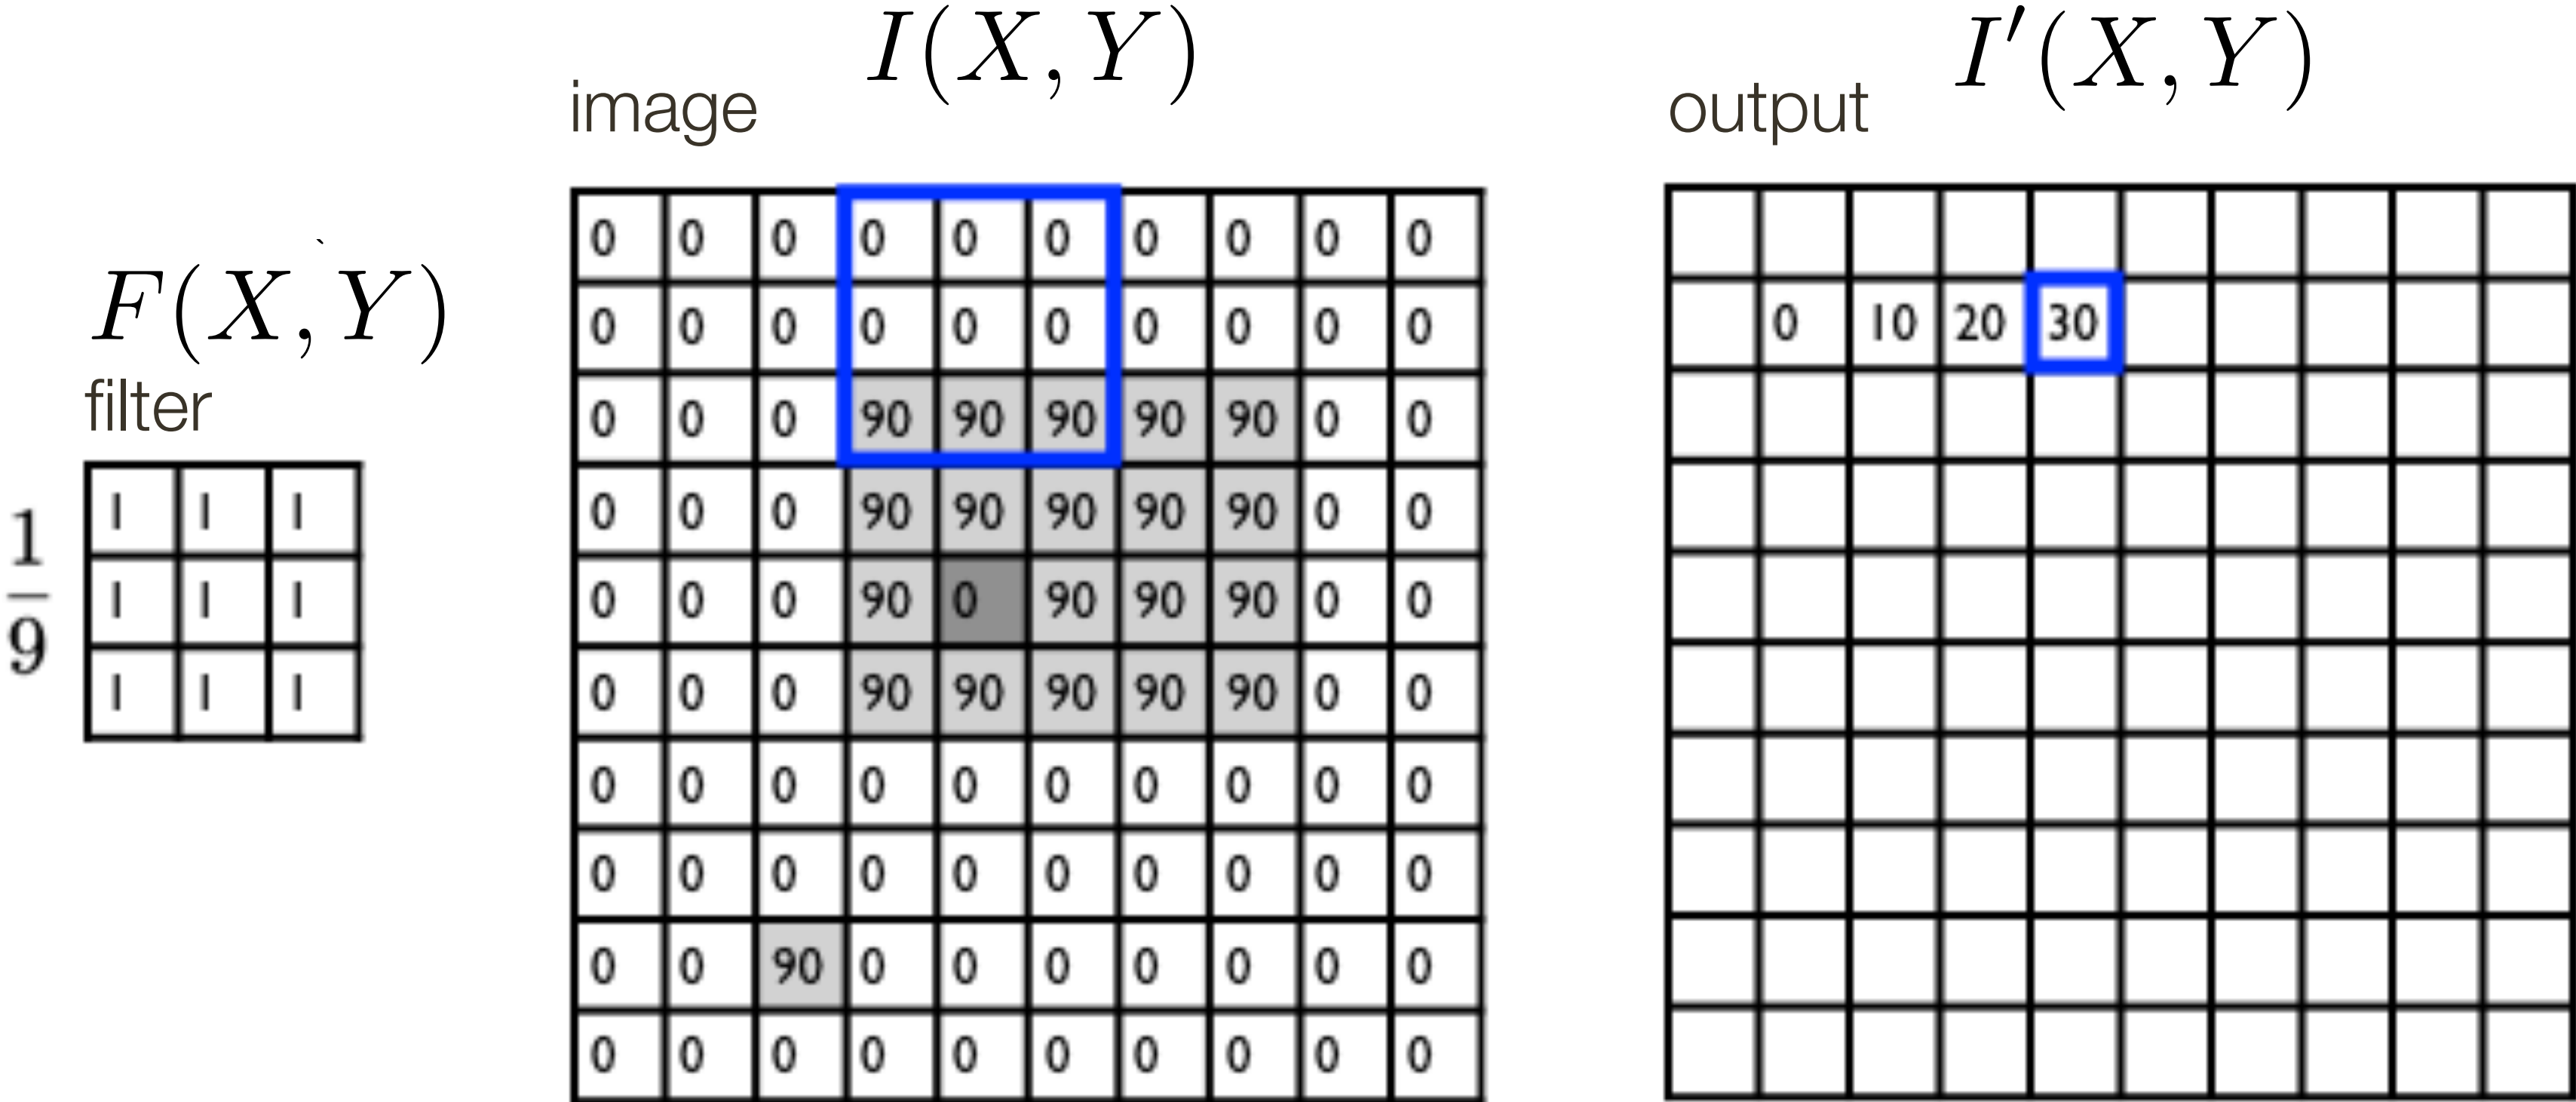 I(X, Y)
image
I′(X, Y)
output
F(X, Y)
filter
1
9
1 1 1
1 1 1
1 1 1
0 0 0 0 0 0 0 0 0 0
0 0 0 0 0 0 0 0 0 0
0 0 0 90 90 90 90 90 0 0
0 0 0 90 90 90 90 90 0 0
0 0 0 90 0 90 90 90 0 0
0 0 0 90 90 90 90 90 0 0
0 0 0 0 0 0 0 0 0 0
0 0 0 0 0 0 0 0 0 0
0 0 90 0 0 0 0 0 0 0
0 0 0 0 0 0 0 0 0 0
0 10 20 30